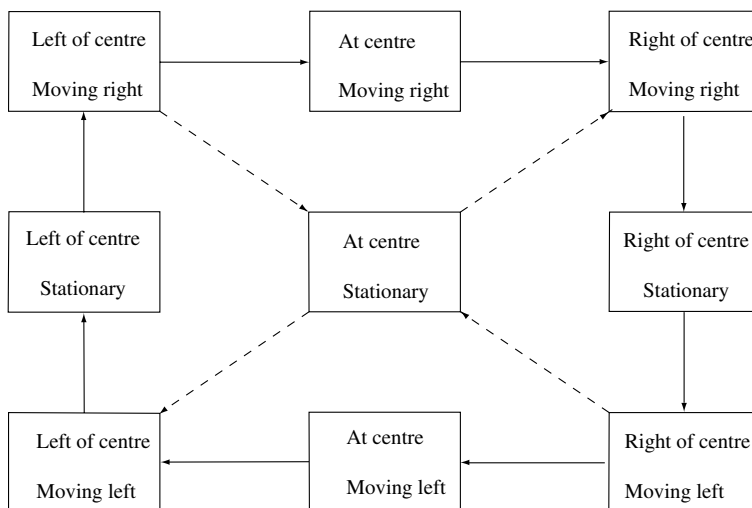 Left of centre
Moving right
At centre
Moving right
Right of centre
Moving right
Left of centre
Stationary
At centre
Stationary
Right of centre
Stationary
Left of centre
Moving left
At centre
Moving left
Right of centre
Moving left